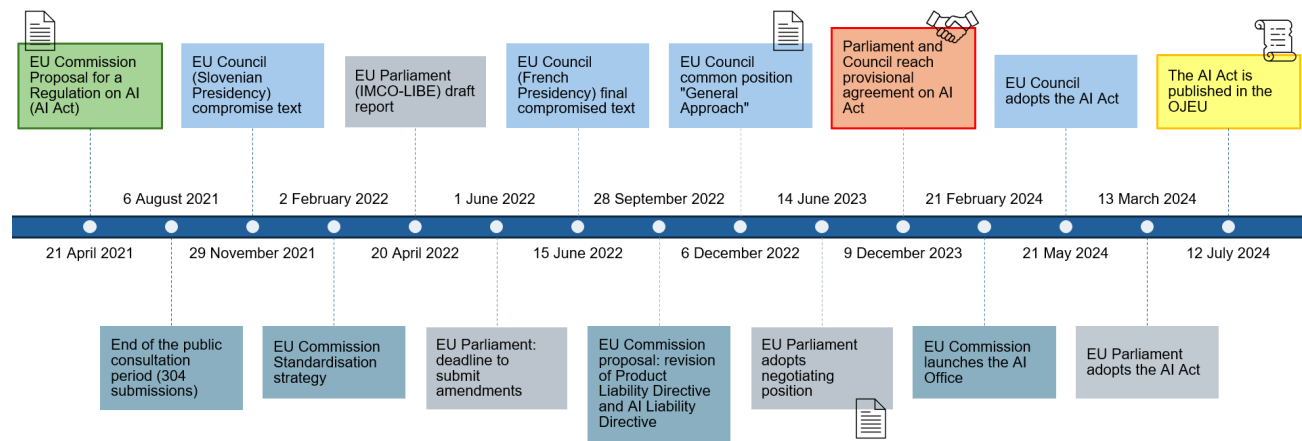 EU Commission
Proposal for a
Regulation on AI
(AI Act)
EU Council
(Slovenian
Presidency)
compromise text
EU Parliament
(IMCO-LIBE) draft
report
EU Council
(French
Presidency) final
compromised text
EU Council
common position
"General
Approach"
Parliament and
Council reach
provisional
agreement on AI
Act
EU Council
adopts the AI Act
The AI Act is
published in the
OJEU
6 August 2021
2 February 2022
1 June 2022
28 September 2022
14 June 2023
21 February 2024
13 March 2024
21 April 2021
29 November 2021
20 April 2022
15 June 2022
6 December 2022
9 December 2023
21 May 2024
12 July 2024
End of the public
consultation
period (304
submissions)
EU Commission
Standardisation
strategy
EU Parliament:
deadline to
submit
amendments
EU Commission
proposal: revision
of Product
Liability Directive
and AI Liability
Directive
EU Parliament
adopts
negotiating
position
EU Commission
launches the AI
Office
EU Parliament
adopts the AI Act